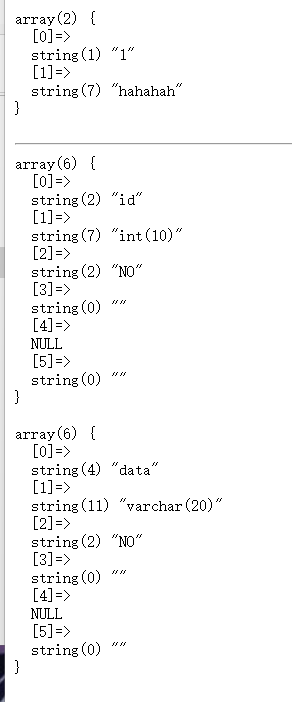 array(2) {
  [0]=>
  string(1) "1"
  [1]=>
  string(7) "hahahah"
}
array(6) {
  [0]=>
  string(2) "id"
  [1]=>
  string(7) "int(10)"
  [2]=>
  string(2) "NO"
  [3]=>
  string(0) ""
  [4]=>
  NULL
  [5]=>
  string(0) ""
}
array(6) {
  [0]=>
  string(4) "data"
  [1]=>
  string(11) "varchar(20)"
  [2]=>
  string(2) "NO"
  [3]=>
  string(0) ""
  [4]=>
  NULL
  [5]=>
  string(0) ""
}